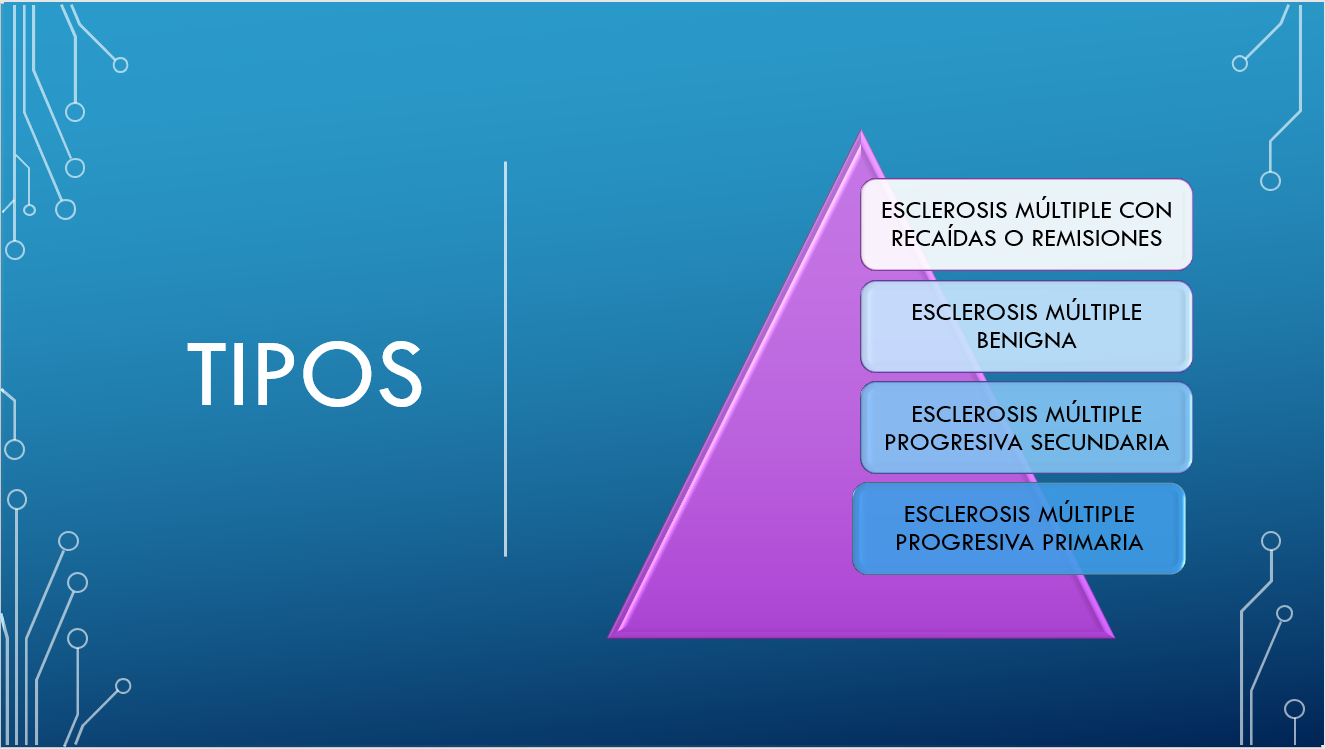 TIPOS
ESCLEROSIS MÚLTIPLE CON
RECAÍDAS O REMISIONES
ESCLEROSIS MÚLTIPLE
BENIGNA
ESCLEROSIS MÚLTIPLE
PROGRESIVA SECUNDARIA
ESCLEROSIS MÚLTIPLE
PROGRESIVA PRIMARIA